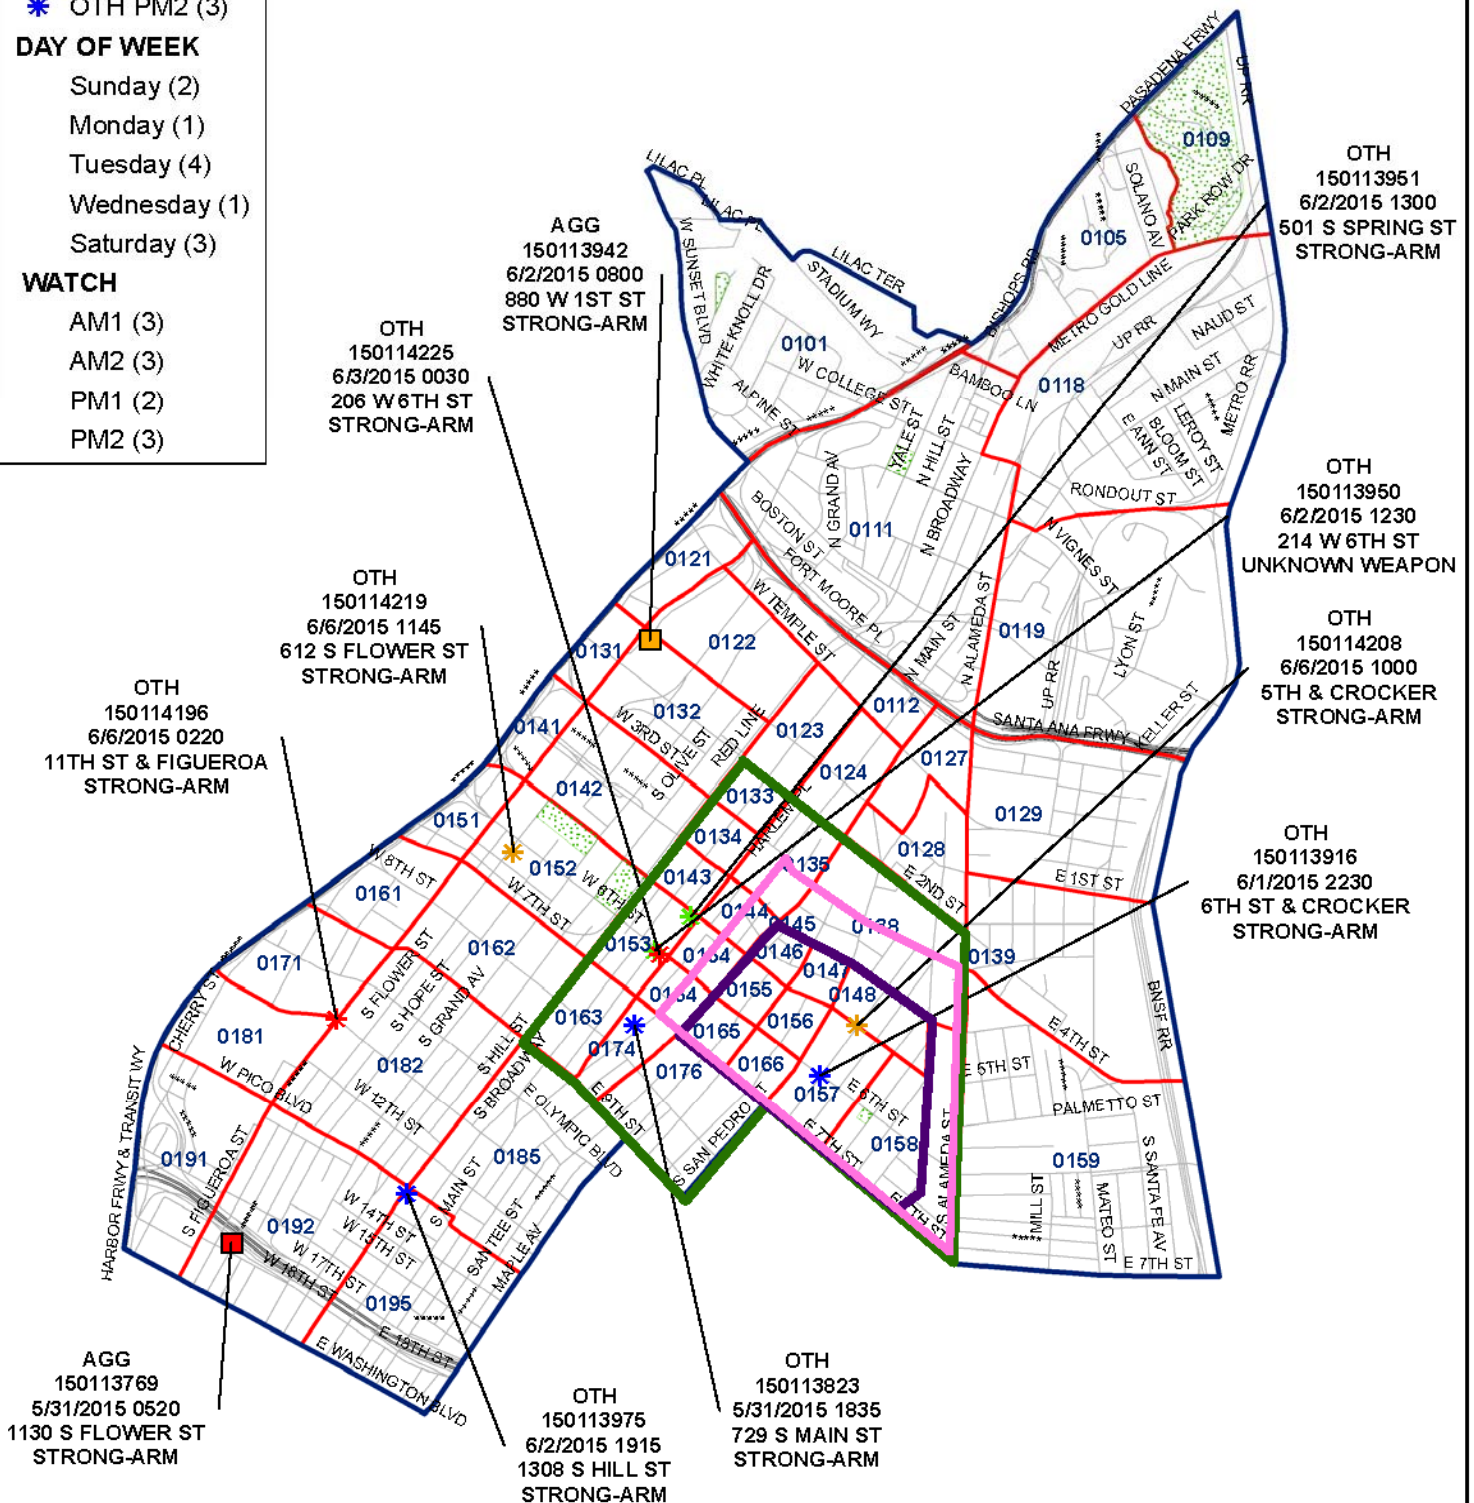 OTH PM2 (3)
DAY OF WEEK
Sunday (2)
Monday (1)
Tuesday (4)
Wednesday (1)
Saturday (3)
WATCH
AM1 (3)
AM2 (3)
PM1 (2)
PM2 (3)
AGG
150113942
6/2/2015 0800
880 W 1ST ST
STRONG-ARM
OTH
150113951
6/2/2015 1300
501 S SPRING ST
STRONG-ARM
OTH
150114225
6/3/2015 0030
206 W 6TH ST
STRONG-ARM
OTH
150113950
6/2/2015 1230
214 W 6TH ST
UNKNOWN WEAPON
OTH
150114219
6/6/2015 1145
612 S FLOWER ST
STRONG-ARM
OTH
150114208
6/6/2015 1000
5TH & CROCKER
STRONG-ARM
OTH
150114196
6/6/2015 0220
11TH ST & FIGUEROA
STRONG-ARM
OTH
150113916
6/1/2015 2230
6TH ST & CROCKER
STRONG-ARM
AGG
150113769
5/31/2015 0520
1130 S FLOWER ST
STRONG-ARM
OTH
150113975
6/2/2015 1915
1308 S HILL ST
STRONG-ARM
OTH
150113823
5/31/2015 1835
729 S MAIN ST
STRONG-ARM
PASADENA FRWY
UP RR
0109
SOLANO AV
PARK ROW DR
0105
LILAC PL
LILAC PL
LILAC TER
STADIUM WY
W SUNSET BLVD
WHITE KNOLL DR
0101
BISHOPS RD
METRO GOLD LINE
UP RR
NAUD ST
W COLLEGE ST
BAMBOO LN
0118
N MAIN ST
METRO RR
ALPINE ST
YALE ST
N HILL ST
LEROY ST
BLOOM ST
E ANN ST
N GRAND AV
N BROADWAY
RONDOUT ST
BOSTON ST
0111
N VIGNES ST
0121
FORT MOORE PL
W TEMPLE ST
N ALAMEDA ST
0119
LYON ST
0131
0122
N MAIN ST
UP RR
KELLER ST
0132
0112
SANTA ANA FRWY
0141
W 3RD ST
S OLIVE ST
RED LINE
0123
0127
0142
0124
0133
HARLEM PL
0129
0151
0134
0128
W 8TH ST
0152
0143
0135
E 2ND ST
E 1ST ST
0161
W 7TH ST
W 6TH ST
0144
0145
0138
0162
0153
0154
0146
0139
0171
S FLOWER ST
0147
S HOPE ST
S GRAND AV
0164
0155
0148
BNSF RR
CHERRY ST
0163
0165
0156
E 4TH ST
0181
0174
0182
S HILL ST
S BROADWAY
0176
0166
0157
E 5TH ST
W PICO BLVD
W 12TH ST
E OLYMPIC BLVD
E 9TH ST
E 6TH ST
PALMETTO ST
S SAN PEDRO
E 7TH ST
0158
S ALAMEDA ST
0159
HARBOR FRWY & TRANSIT WY
0191
S FIGUEROA ST
0185
S SANTA FE AV
MATEO ST
MILL ST
W 14TH ST
W 15TH ST
S MAIN ST
SANTEE ST
MAPLE AV
0192
W 17TH ST
W 18TH ST
E 7TH ST
0195
E 18TH ST
E WASHINGTON BLVD